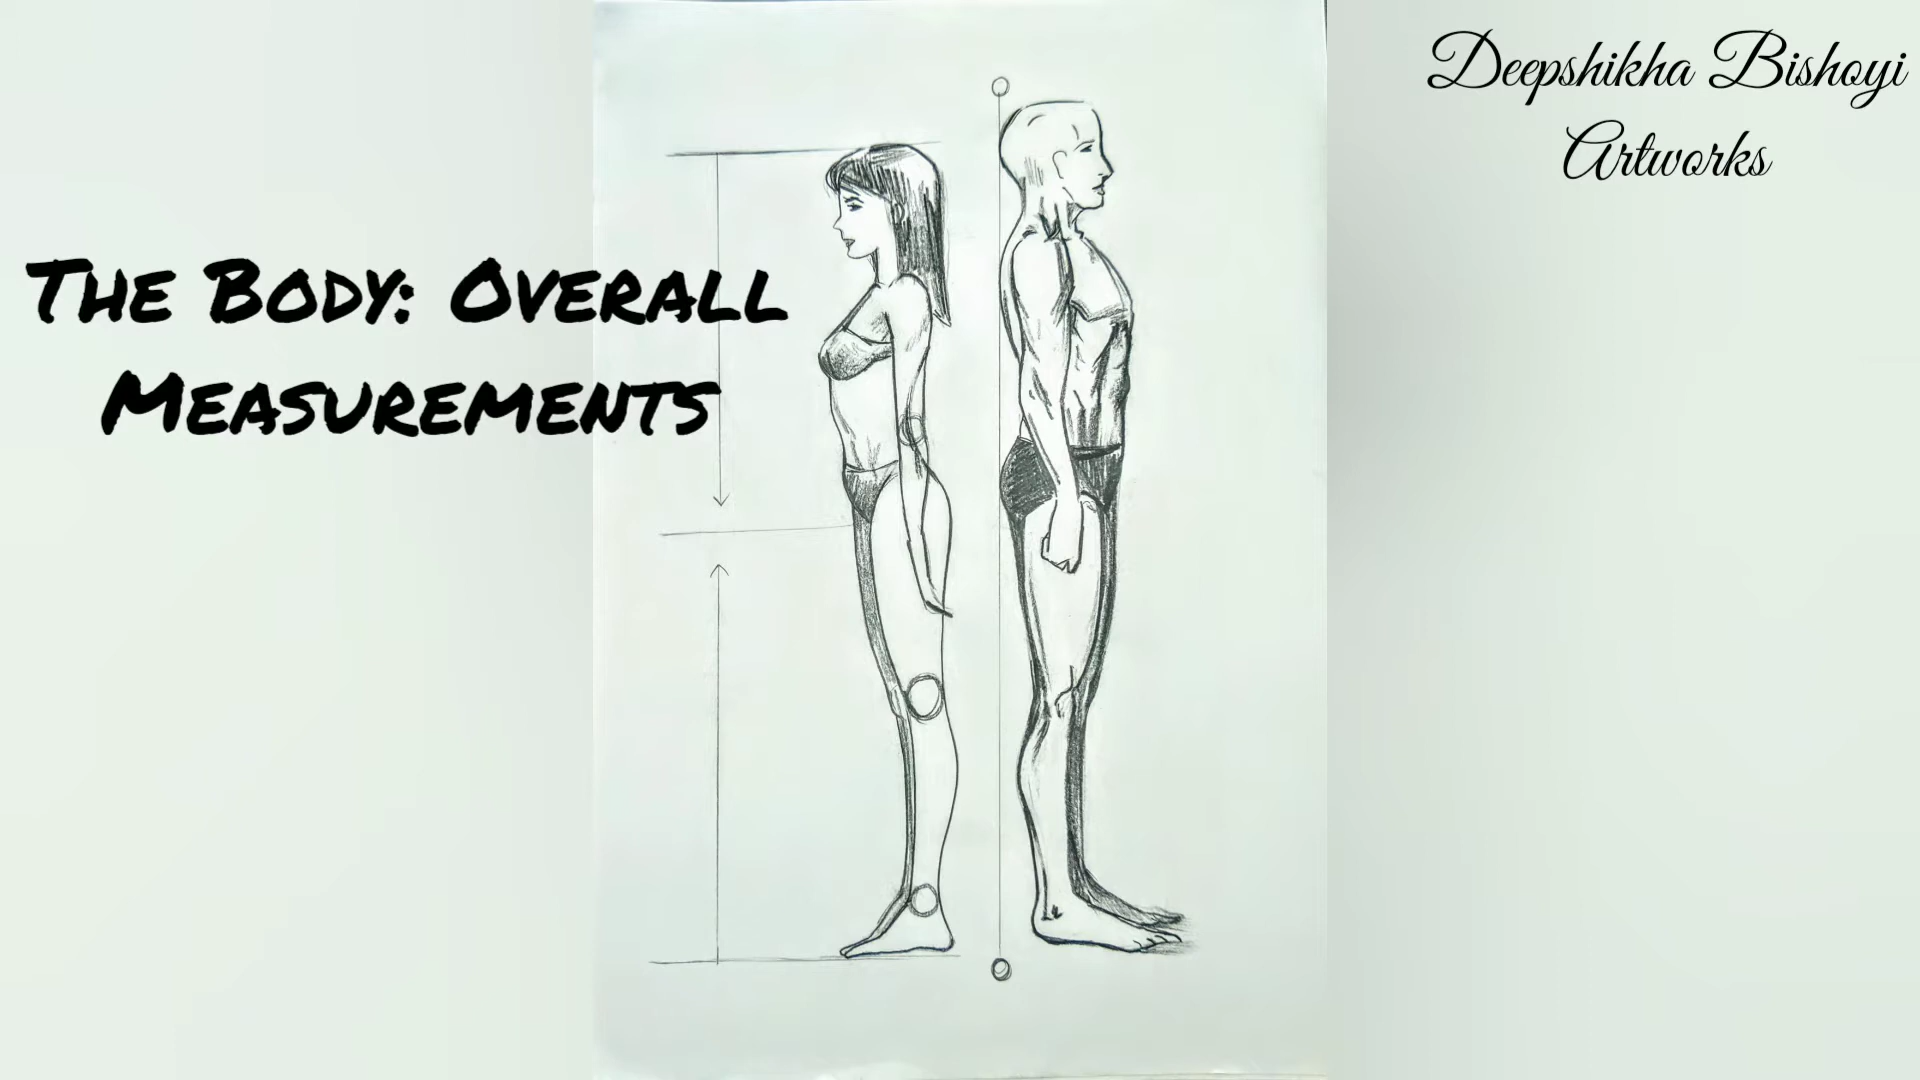 Deepshikha Bishoyi
Artworks
The Body: Overall
Measurements